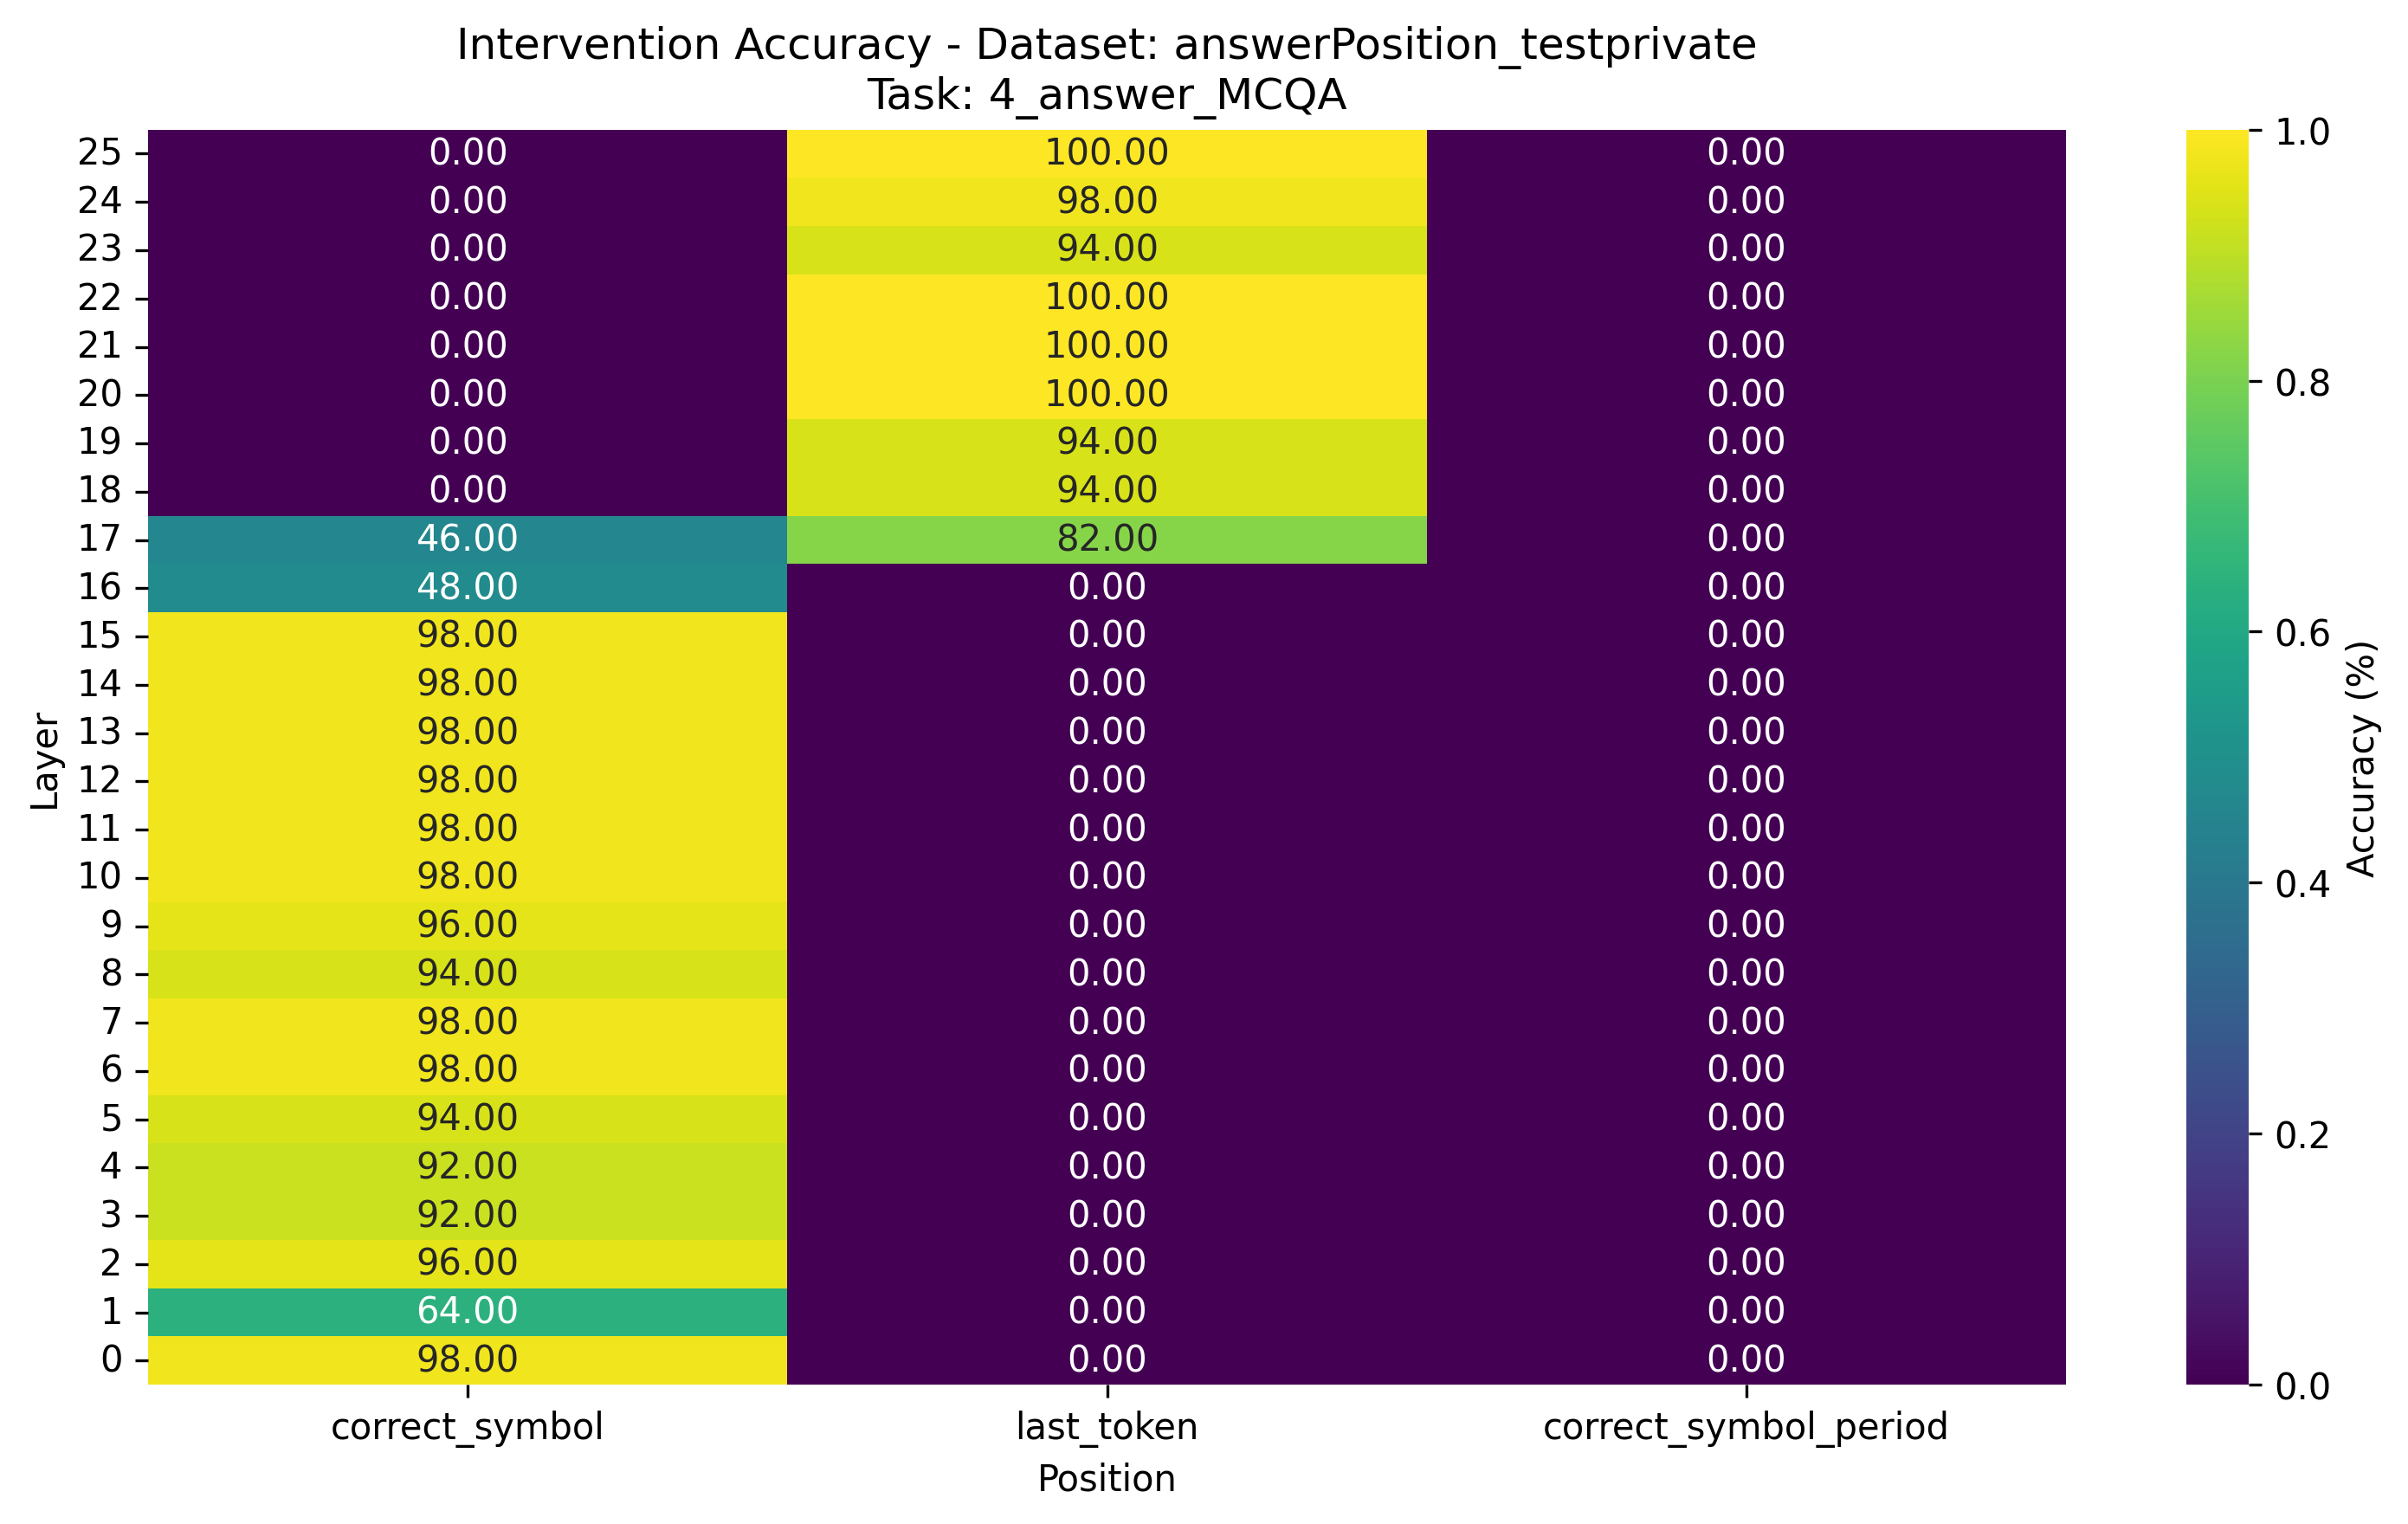 Intervention Accuracy - Dataset: answerPosition_testprivate
Task: 4_answer_MCQA
25 0.00 100.00 0.00
24 0.00 98.00 0.00
23 0.00 94.00 0.00
22 0.00 100.00 0.00
21 0.00 100.00 0.00
20 0.00 100.00 0.00
19 0.00 94.00 0.00
18 0.00 94.00 0.00
17 46.00 82.00 0.00
16 48.00 0.00 0.00
15 98.00 0.00 0.00
14 98.00 0.00 0.00
13 98.00 0.00 0.00
12 98.00 0.00 0.00
11 98.00 0.00 0.00
10 98.00 0.00 0.00
9 96.00 0.00 0.00
8 94.00 0.00 0.00
7 98.00 0.00 0.00
6 98.00 0.00 0.00
5 94.00 0.00 0.00
4 92.00 0.00 0.00
3 92.00 0.00 0.00
2 96.00 0.00 0.00
1 64.00 0.00 0.00
0 98.00 0.00 0.00
Layer
correct_symbol last_token correct_symbol_period
Position
1.0
0.8
0.6
0.4
0.2
0.0
Accuracy (%)